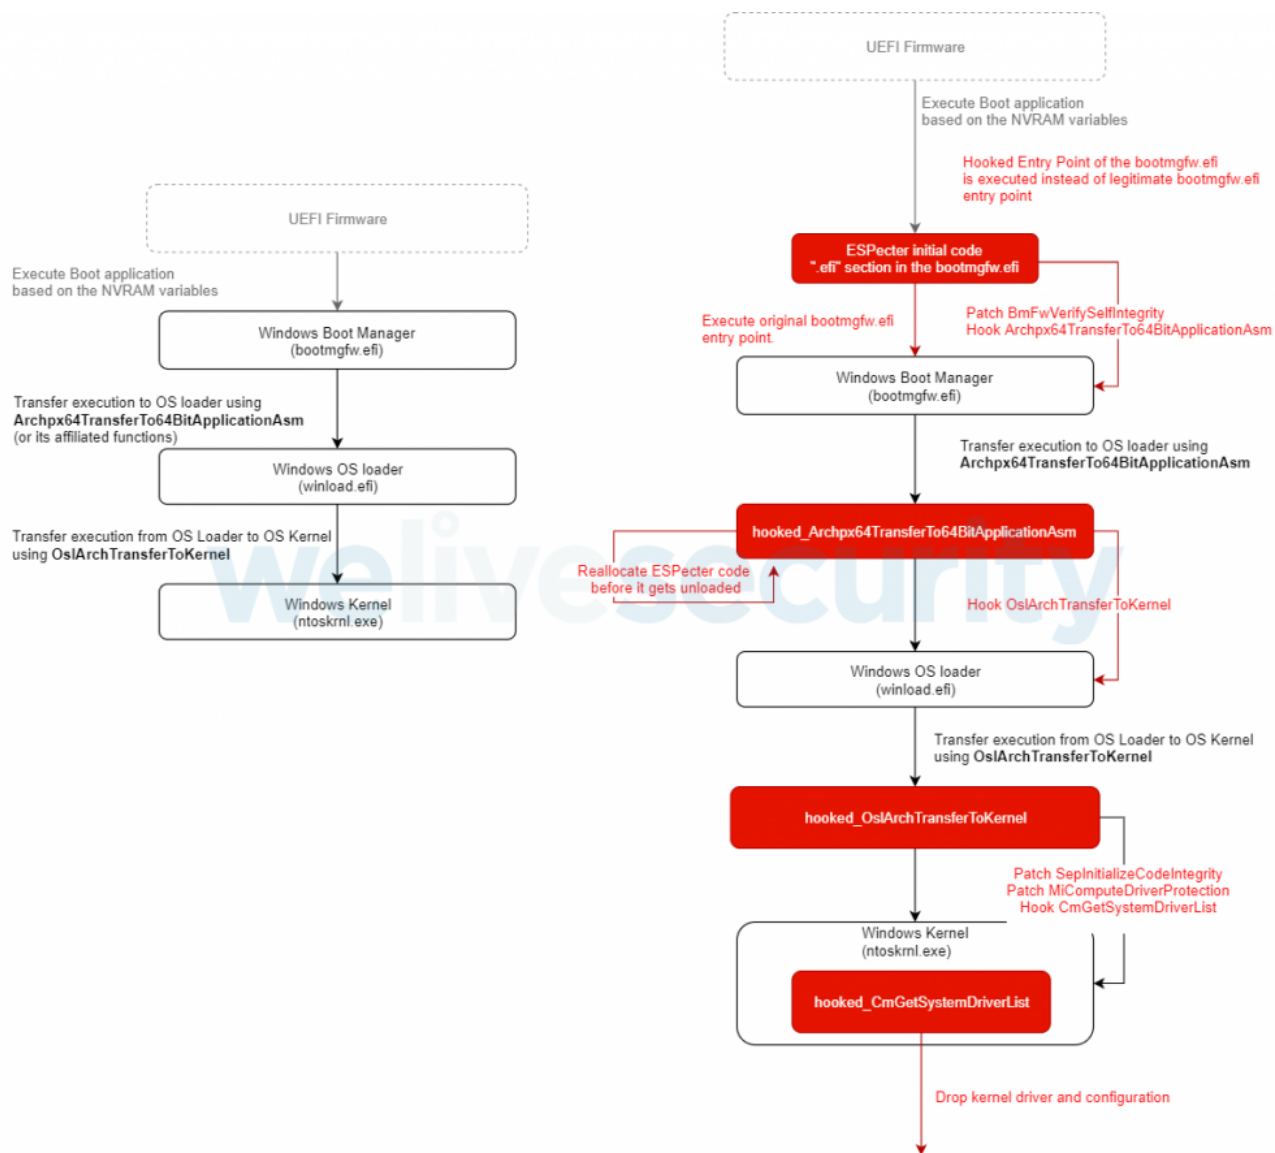 UEFI Firmware
Execute Boot application
based on the NVRAM variables
Windows Boot Manager
(bootmgfw.efi)
Transfer execution to OS loader using
Archpx64TransferTo64BitApplicationAsm
(or its affiliated functions)
Windows OS loader
(winload.efi)
Transfer execution from OS Loader to OS Kernel
using OslArchTransferToKernel
Windows Kernel
(ntoskrnl.exe)
UEFI Firmware
Execute Boot application
based on the NVRAM variables
Hooked Entry Point of the bootmgfw.efi
is executed instead of legitimate bootmgfw.efi
entry point
ESPecter initial code
".efi" section in the bootmgfw.efi
Execute original bootmgfw.efi
entry point.
Patch BmFwVerifySelfIntegrity
Hook Archpx64TransferTo64BitApplicationAsm
Windows Boot Manager
(bootmgfw.efi)
Transfer execution to OS loader using
Archpx64TransferTo64BitApplicationAsm
hooked_Archpx64TransferTo64BitApplicationAsm
Reallocate ESPecter code
before it gets unloaded
Hook OslArchTransferToKernel
Windows OS loader
(winload.efi)
Transfer execution from OS Loader to OS Kernel
using OslArchTransferToKernel
hooked_OslArchTransferToKernel
Patch SepInitializeCodeIntegrity
Patch MiComputeDriverProtection
Hook CmGetSystemDriverList
Windows Kernel
(ntoskrnl.exe)
hooked_CmGetSystemDriverList
Drop kernel driver and configuration
welivesecurity